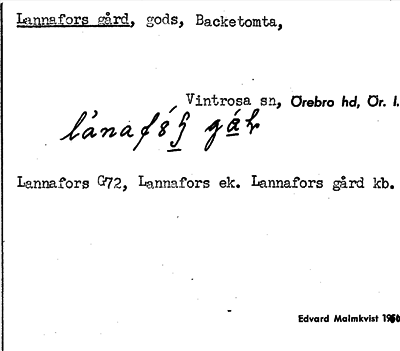 Lannafors gård, gods, Backetomta,
Vintrosa sn, Örebro hd, Ör. l.
Lannafors G72, Lannafors ek. Lannafors gård kb.
Edvard Malmkvist